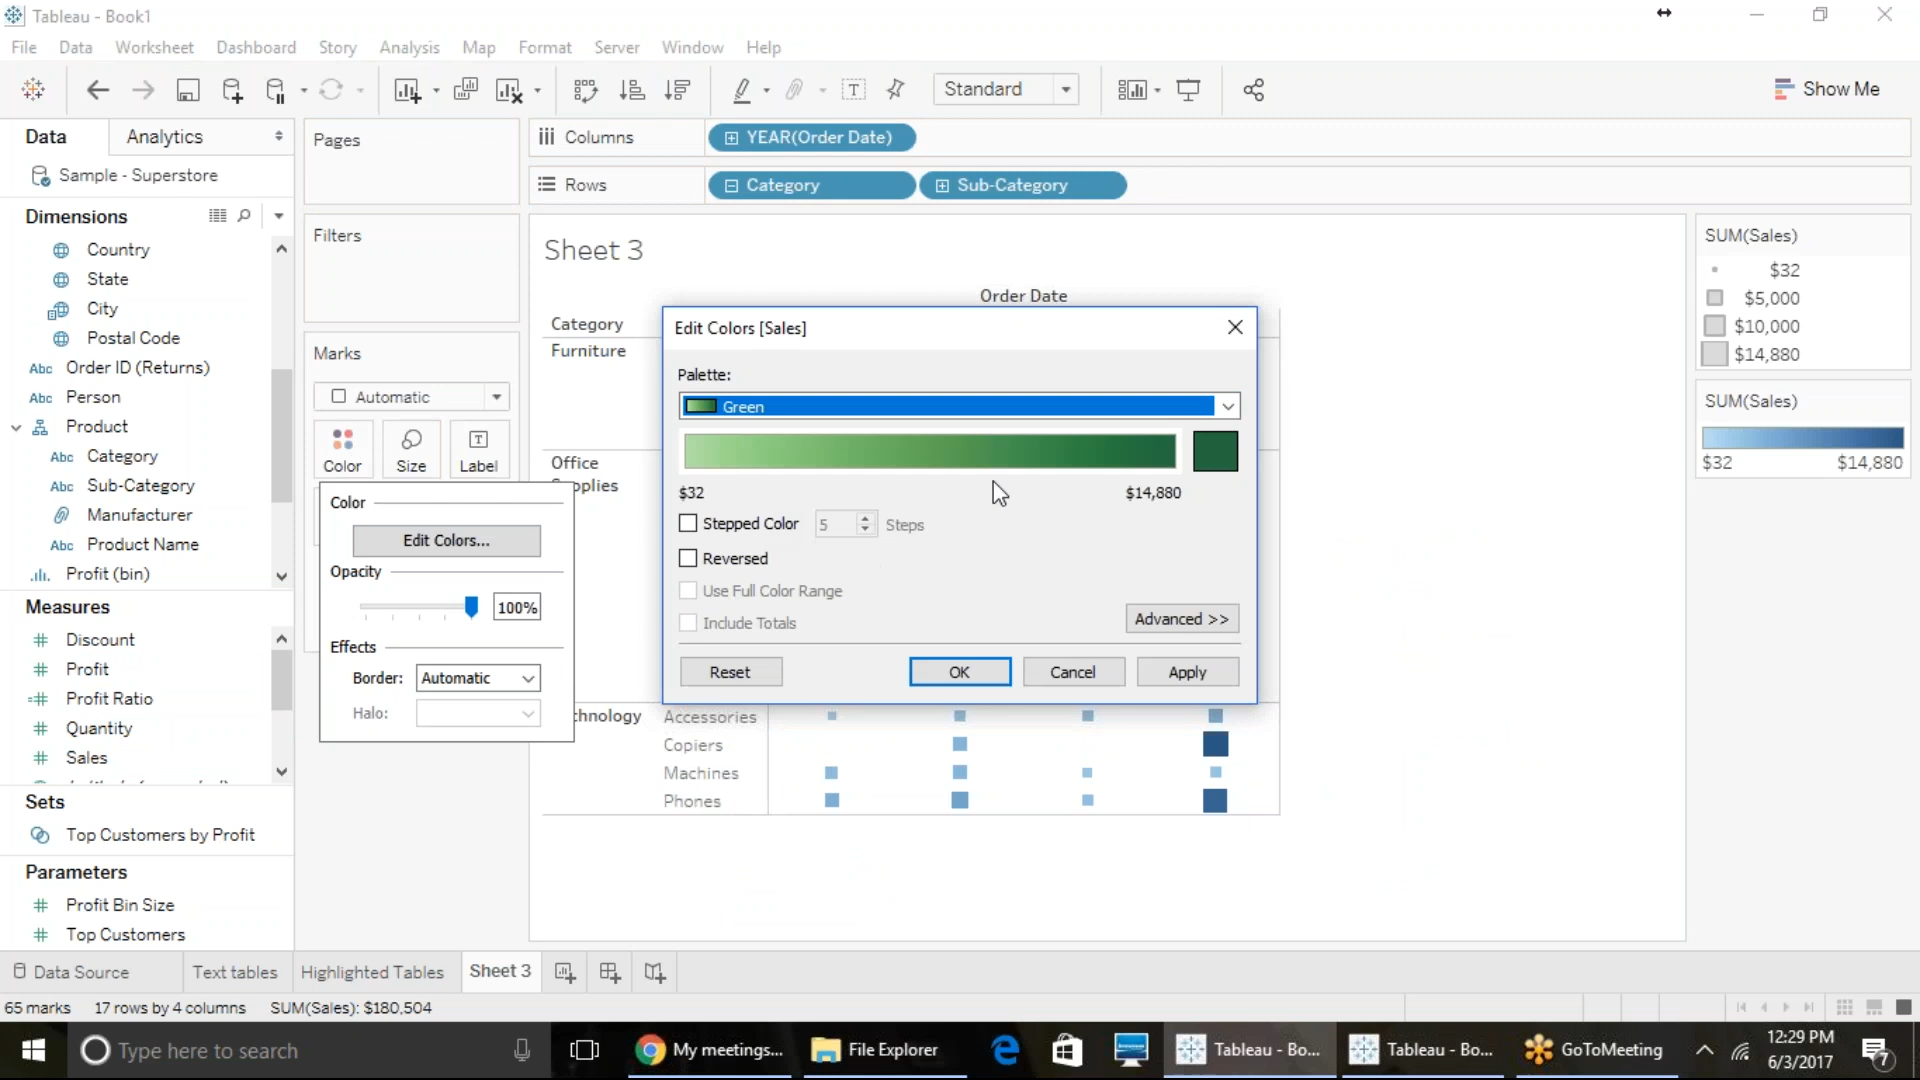 Tableau - Book1
File Data Worksheet Dashboard Story Analysis Map Format Server Window Help
Standard
Show Me
Data
Analytics
Sample - Superstore
Dimensions
Country
State
City
Postal Code
Abc Order ID (Returns)
Abc Person
Product
Abc Category
Abc Sub-Category
Manufacturer
Abc Product Name
Profit (bin)
Measures
Discount
Profit
Profit Ratio
Quantity
Sales
Sets
Top Customers by Profit
Parameters
Profit Bin Size
Top Customers
Pages
Filters
Marks
Automatic
Color
Size
Label
Color
Edit Colors...
Opacity
100%
Effects
Border: Automatic
Halo:
Columns
YEAR(Order Date)
Rows
Category
Sub-Category
Sheet 3
Order Date
Category
Furniture
Office
upplies
chnology
Accessories
Copiers
Machines
Phones
Edit Colors [Sales]
Palette:
Green
$32
$14,880
Stepped Color
5
Steps
Reversed
Use Full Color Range
Include Totals
Advanced >>
Reset
OK
Cancel
Apply
SUM(Sales)
$32
$5,000
$10,000
$14,880
SUM(Sales)
$32
$14,880
Data Source
Text tables
Highlighted Tables
Sheet 3
65 marks
17 rows by 4 columns
SUM(Sales): $180,504
Type here to search
My meetings...
File Explorer
Tableau - Bo...
Tableau - Bo...
GoToMeeting
12:29 PM
6/3/2017
7